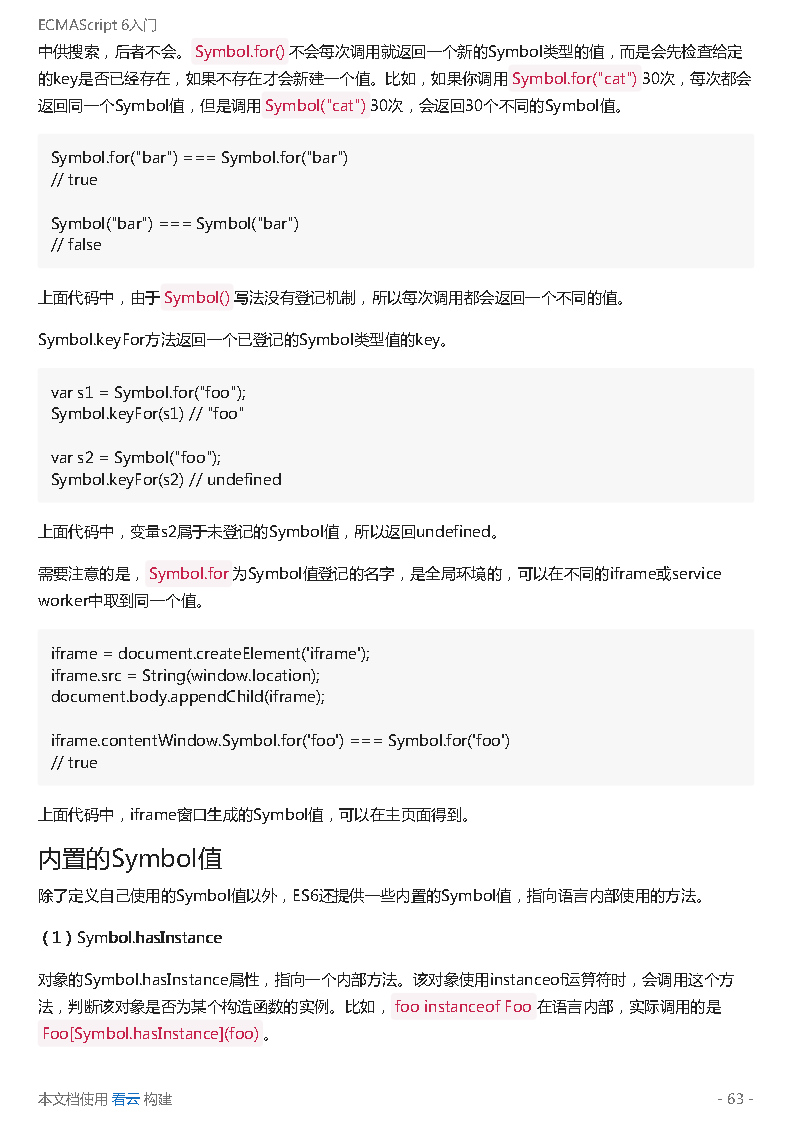 ECMAScript 6入门
中供搜索，后者不会。 Symbol.for() 不会每次调用就返回一个新的Symbol类型的值，而是会先检查给定
的key是否已经存在，如果不存在才会新建一个值。比如，如果你调用 Symbol.for("cat") 30次，每次都会
返回同一个Symbol值，但是调用 Symbol("cat") 30次，会返回30个不同的Symbol值。
Symbol.for("bar") === Symbol.for("bar")
// true
Symbol("bar") === Symbol("bar")
// false
上面代码中，由于 Symbol() 写法没有登记机制，所以每次调用都会返回一个不同的值。
Symbol.keyFor方法返回一个已登记的Symbol类型值的key。
var s1 = Symbol.for("foo");
Symbol.keyFor(s1) // "foo"
var s2 = Symbol("foo");
Symbol.keyFor(s2) // undefined
上面代码中，变量s2属于未登记的Symbol值，所以返回undefined。
需要注意的是， Symbol.for 为Symbol值登记的名字，是全局环境的，可以在不同的iframe或service
worker中取到同一个值。
iframe = document.createElement('iframe');
iframe.src = String(window.location);
document.body.appendChild(iframe);
iframe.contentWindow.Symbol.for('foo') === Symbol.for('foo')
// true
上面代码中，iframe窗口生成的Symbol值，可以在主页面得到。
内置的Symbol值
除了定义自己使用的Symbol值以外，ES6还提供一些内置的Symbol值，指向语言内部使用的方法。
（1）Symbol.hasInstance
对象的Symbol.hasInstance属性，指向一个内部方法。该对象使用instanceof运算符时，会调用这个方
法，判断该对象是否为某个构造函数的实例。比如， foo instanceof Foo 在语言内部，实际调用的是
Foo[Symbol.hasInstance](foo) 。
本文档使用 看云 构建
- 63 -